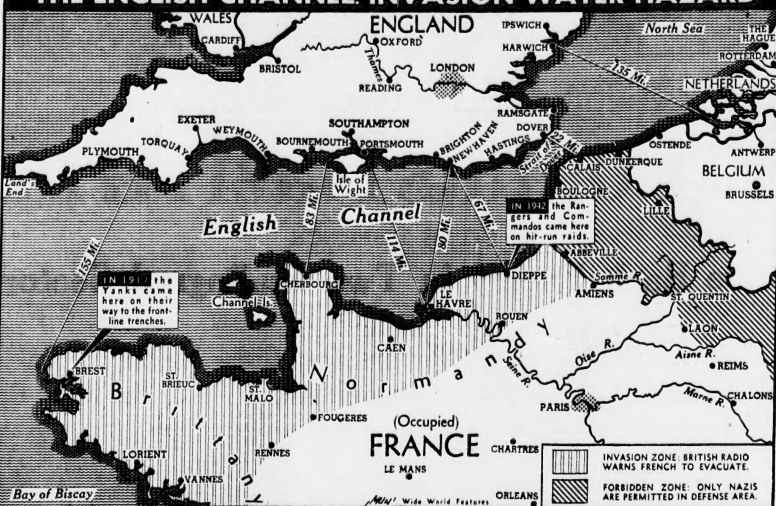 THE ENGLISH CHANNEL: INVASION WATER HAZARD
WALES
CARDIFF
BRISTOL
ENGLAND
OXFORD
Thames
READING
LONDON
IPSWICH
HARWICH
North Sea
THE
HAGUE
ROTTERDAM
NETHERLANDS
135 Mi.
EXETER
PLYMOUTH
TORQUAY
WEYMOUTH
BOURNEMOUTH
SOUTHAMPTON
PORTSMOUTH
BRIGHTON
NEWHAVEN
HASTINGS
RAMSGATE
DOVER
Strait of Dover
22 Mi.
CALAIS
DUNKERQUE
OSTENDE
ANTWERP
BELGIUM
BRUSSELS
Land's
End
Isle of
Wight
BOULOGNE
LILLE
English Channel
155 Mi.
83 Mi.
114 Mi.
80 Mi.
67 Mi.
IN 1942 the Ran-
gers and Com-
mandos came here
on hit-run raids.
ABBEVILLE
IN 1917 the
Yanks came
here on their
way to the front-
line trenches.
Channel Is.
CHERBOURG
LE
HAVRE
DIEPPE
Somme R.
AMIENS
ST. QUENTIN
ROUEN
CAEN
LAON
Oise R.
Aisne R.
REIMS
Seine R.
BREST
ST.
BRIEUC
ST.
MALO
Normandy
Brittany
FOUGERES
PARIS
Marne R.
CHALONS
(Occupied)
FRANCE
RENNES
LORIENT
VANNES
LE MANS
CHARTRES
ORLEANS
Bay of Biscay
Wide World Features
INVASION ZONE: BRITISH RADIO
WARNS FRENCH TO EVACUATE.
FORBIDDEN ZONE: ONLY NAZIS
ARE PERMITTED IN DEFENSE AREA.